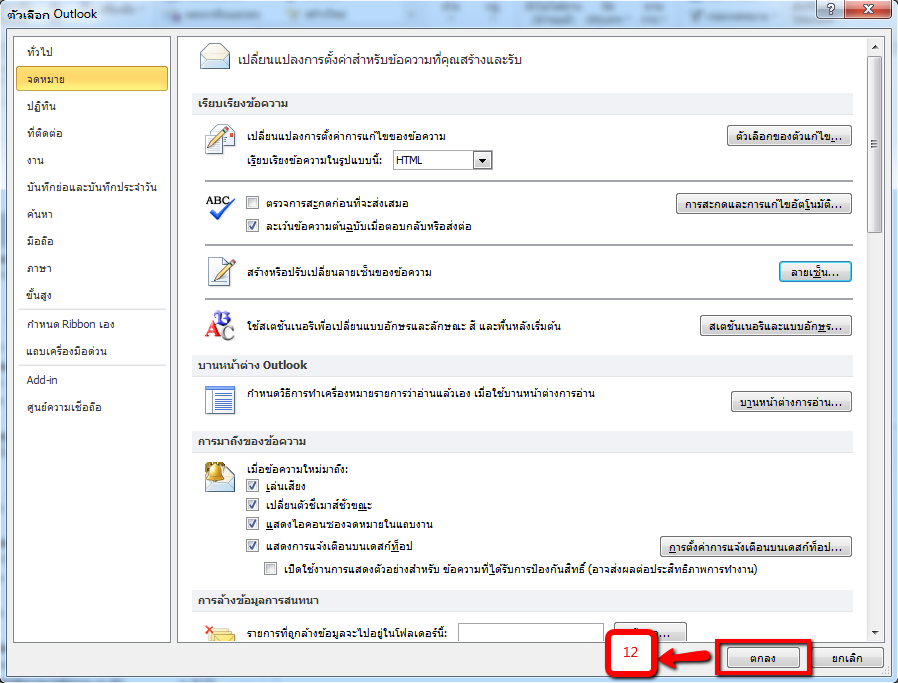 ตัวเลือก Outlook
ทั่วไป
จดหมาย
ปฏิทิน
ที่ติดต่อ
งาน
บันทึกย่อและบันทึกประจำวัน
ค้นหา
มือถือ
ภาษา
ขั้นสูง
กำหนด Ribbon เอง
แถบเครื่องมือด่วน
Add-in
ศูนย์ความเชื่อถือ
เปลี่ยนแปลงการตั้งค่าสำหรับข้อความที่คุณสร้างและรับ
เรียบเรียงข้อความ
เปลี่ยนแปลงการตั้งค่าการแก้ไขของข้อความ
ตัวเลือกของตัวแก้ไข...
เรียบเรียงข้อความในรูปแบบนี้: HTML
ABC
ตรวจการสะกดก่อนที่จะส่งเสมอ
การสะกดและการแก้ไขอัตโนมัติ...
ละเว้นข้อความต้นฉบับเมื่อตอบกลับหรือส่งต่อ
สร้างหรือปรับเปลี่ยนลายเซ็นของข้อความ
ลายเซ็น...
ใช้สเตชันเนอรีเพื่อเปลี่ยนแบบอักษรและลักษณะ สี และพื้นหลังเริ่มต้น
สเตชันเนอรีและแบบอักษร...
บานหน้าต่าง Outlook
กำหนดวิธีการทำเครื่องหมายรายการว่าอ่านแล้วเอง เมื่อใช้บานหน้าต่างการอ่าน
บานหน้าต่างการอ่าน...
การมาถึงของข้อความ
เมื่อข้อความใหม่มาถึง:
เล่นเสียง
เปลี่ยนตัวชี้เมาส์ชั่วขณะ
แสดงไอคอนซองจดหมายในแถบงาน
แสดงการแจ้งเตือนบนเดสก์ท็อป
การตั้งค่าการแจ้งเตือนบนเดสก์ท็อป...
เปิดใช้งานการแสดงตัวอย่างสำหรับ ข้อความที่ได้รับการป้องกันสิทธิ์ (อาจส่งผลต่อประสิทธิภาพการทำงาน)
การล้างข้อมูลการสนทนา
รายการที่ถูกล้างข้อมูลจะไปอยู่ในโฟลเดอร์นี้:
12
ตกลง
ยกเลิก